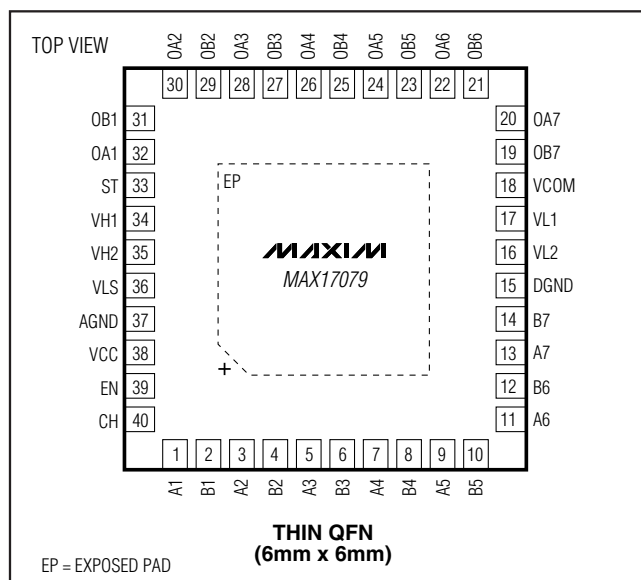 TOP VIEW
OA2 OB2 OA3 OB3 OA4 OB4 OA5 OB5 OA6 OB6
30 29 28 27 26 25 24 23 22 21
OB1 31
OA1 32
ST 33
VH1 34
VH2 35
VLS 36
AGND 37
VCC 38
EN 39
CH 40
EP
MAXIM
MAX17079
+
20 OA7
19 OB7
18 VCOM
17 VL1
16 VL2
15 DGND
14 B7
13 A7
12 B6
11 A6
1 2 3 4 5 6 7 8 9 10
A1 B1 A2 B2 A3 B3 A4 B4 A5 B5
THIN QFN
(6mm x 6mm)
EP = EXPOSED PAD